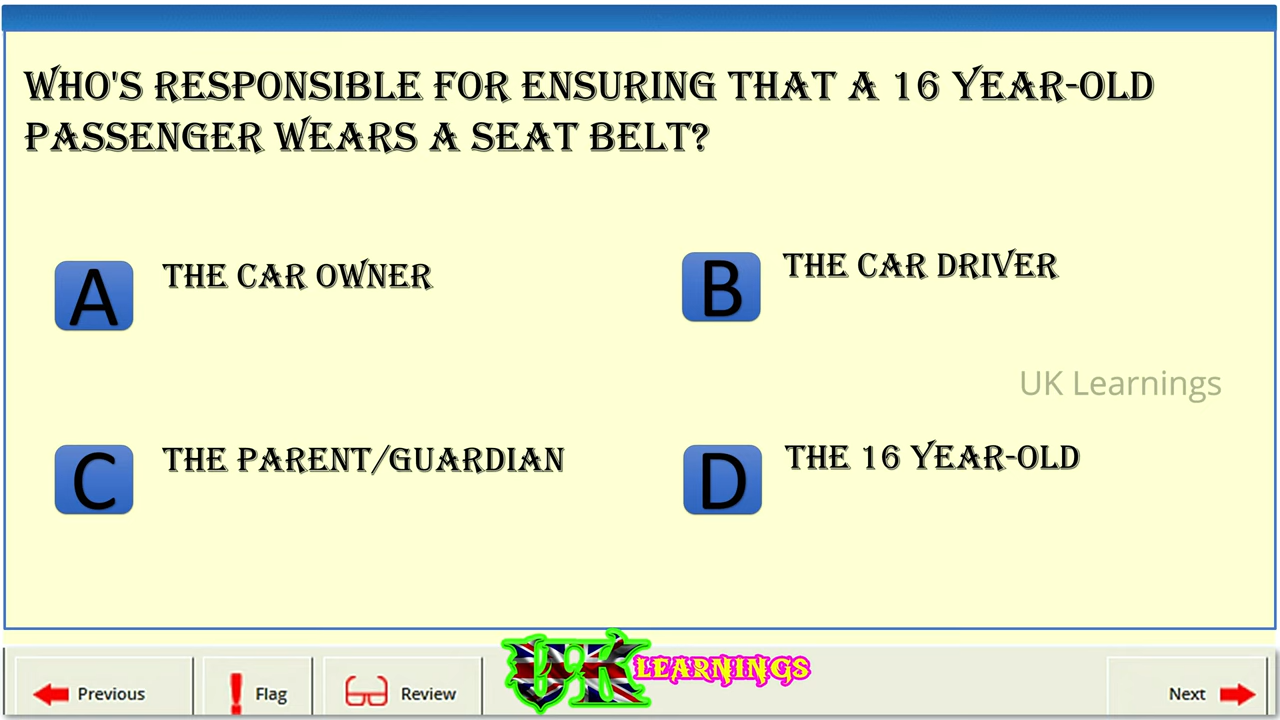 WHO'S RESPONSIBLE FOR ENSURING THAT A 16 YEAR-OLD
PASSENGER WEARS A SEAT BELT?
A THE CAR OWNER
B THE CAR DRIVER
UK Learnings
C THE PARENT/GUARDIAN
D THE 16 YEAR-OLD
Previous
Flag
Review
UK LEARNINGS
Next